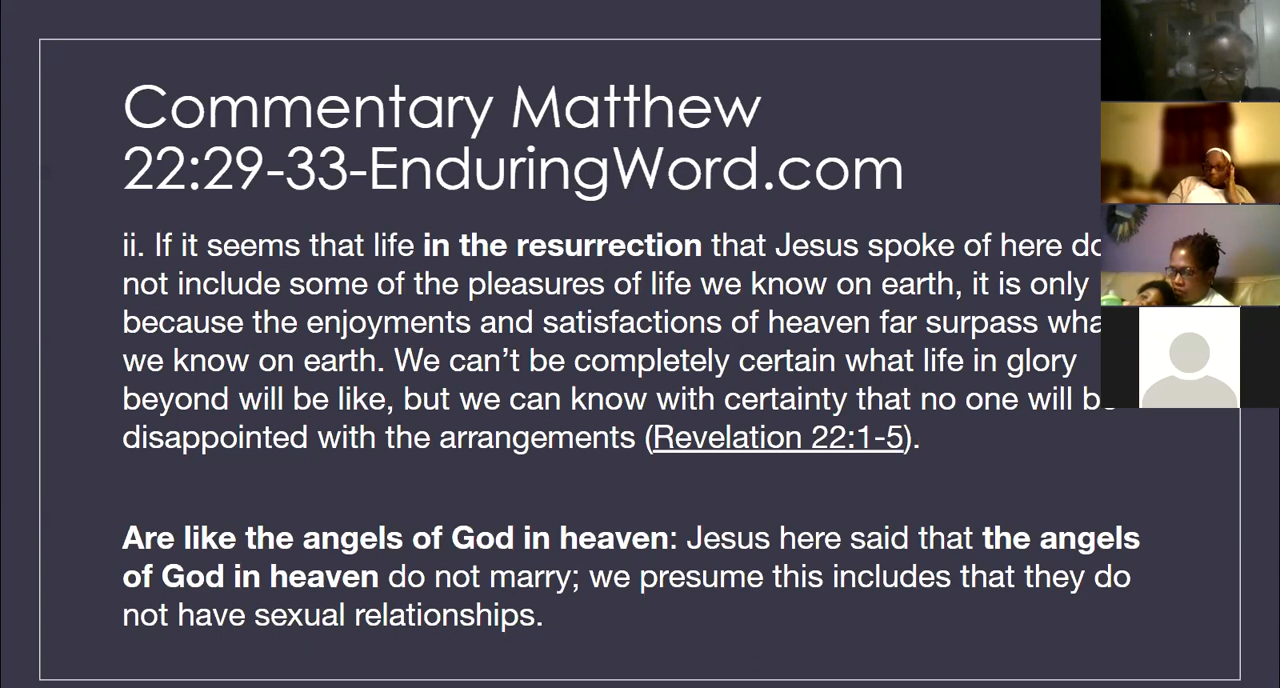 Commentary Matthew
22:29-33-EnduringWord.com
ii. If it seems that life in the resurrection that Jesus spoke of here
not include some of the pleasures of life we know on earth, it is only
because the enjoyments and satisfactions of heaven far surpass
we know on earth. We can’t be completely certain what life in glory
beyond will be like, but we can know with certainty that no one will
disappointed with the arrangements (Revelation 22:1-5).
Are like the angels of God in heaven: Jesus here said that the angels
of God in heaven do not marry; we presume this includes that they do
not have sexual relationships.